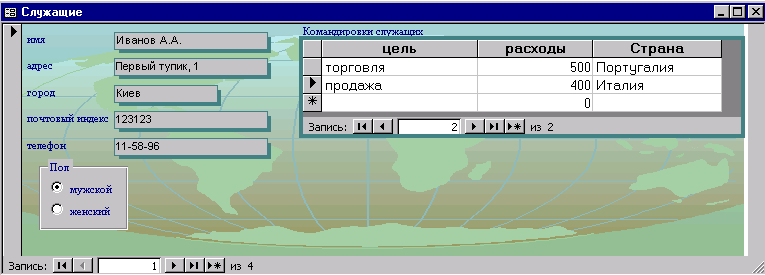 Служащие
имя Иванов А.А.
адрес Первый тупик, 1
город Киев
почтовый индекс 123123
телефон 11-58-96
Пол
мужской
женский
Командировки служащих
цель расходы Страна
торговля 500 Португалия
продажа 400 Италия
0
Запись: 2 из 2
Запись: 1 из 4